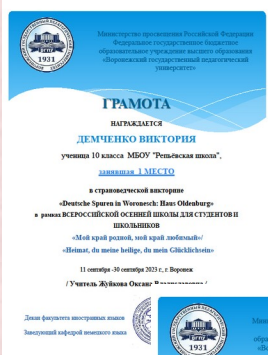 Министерство просвещения Российской Федерации
Федеральное государственное бюджетное
образовательное учреждение высшего образования
«Воронежский государственный педагогический
университет»
1931
ГРАМОТА
НАГРАЖДАЕТСЯ
ДЕМЧЕНКО ВИКТОРИЯ
ученица 10 класса МБОУ "Репьёвская школа",
занявшая 1 МЕСТО
в страноведческой викторине
«Deutsche Spuren in Woronesch: Haus Oldenburg»
в рамках ВСЕРОССИЙСКОЙ ОСЕННЕЙ ШКОЛЫ ДЛЯ СТУДЕНТОВ И
ШКОЛЬНИКОВ
«Мой край родной, мой край любимый»/
«Heimat, du meine heilige, du mein Glücklichsein»
11 сентября -30 сентября 2023 г., г. Воронеж
/ Учитель Жуйкова Оксана Владиславовна /
Декан факультета иностранных языков
Заведующий кафедрой немецкого языка
1931